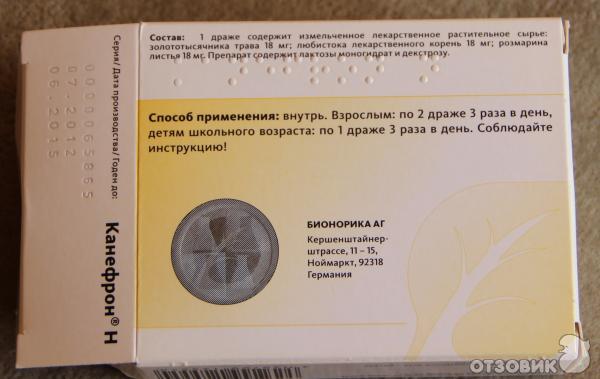 Состав: 1 драже содержит измельченное лекарственное растительное сырье:
золототысячника трава 18 мг; любистока лекарственного корень 18 мг; розмарина
листья 18 мг. Препарат содержит лактозы моногидрат и декстрозу.
Способ применения: внутрь. Взрослым: по 2 драже 3 раза в день,
детям школьного возраста: по 1 драже 3 раза в день. Соблюдайте
инструкцию!
БИОНОРИКА АГ
Кершенштайнер-
штрассе, 11 – 15,
Ноймаркт, 92318
Германия
Серия/ Дата производства/ Годен до:
0000065865
07.2012
06.2015
Канефрон® Н
ОТЗОВИК